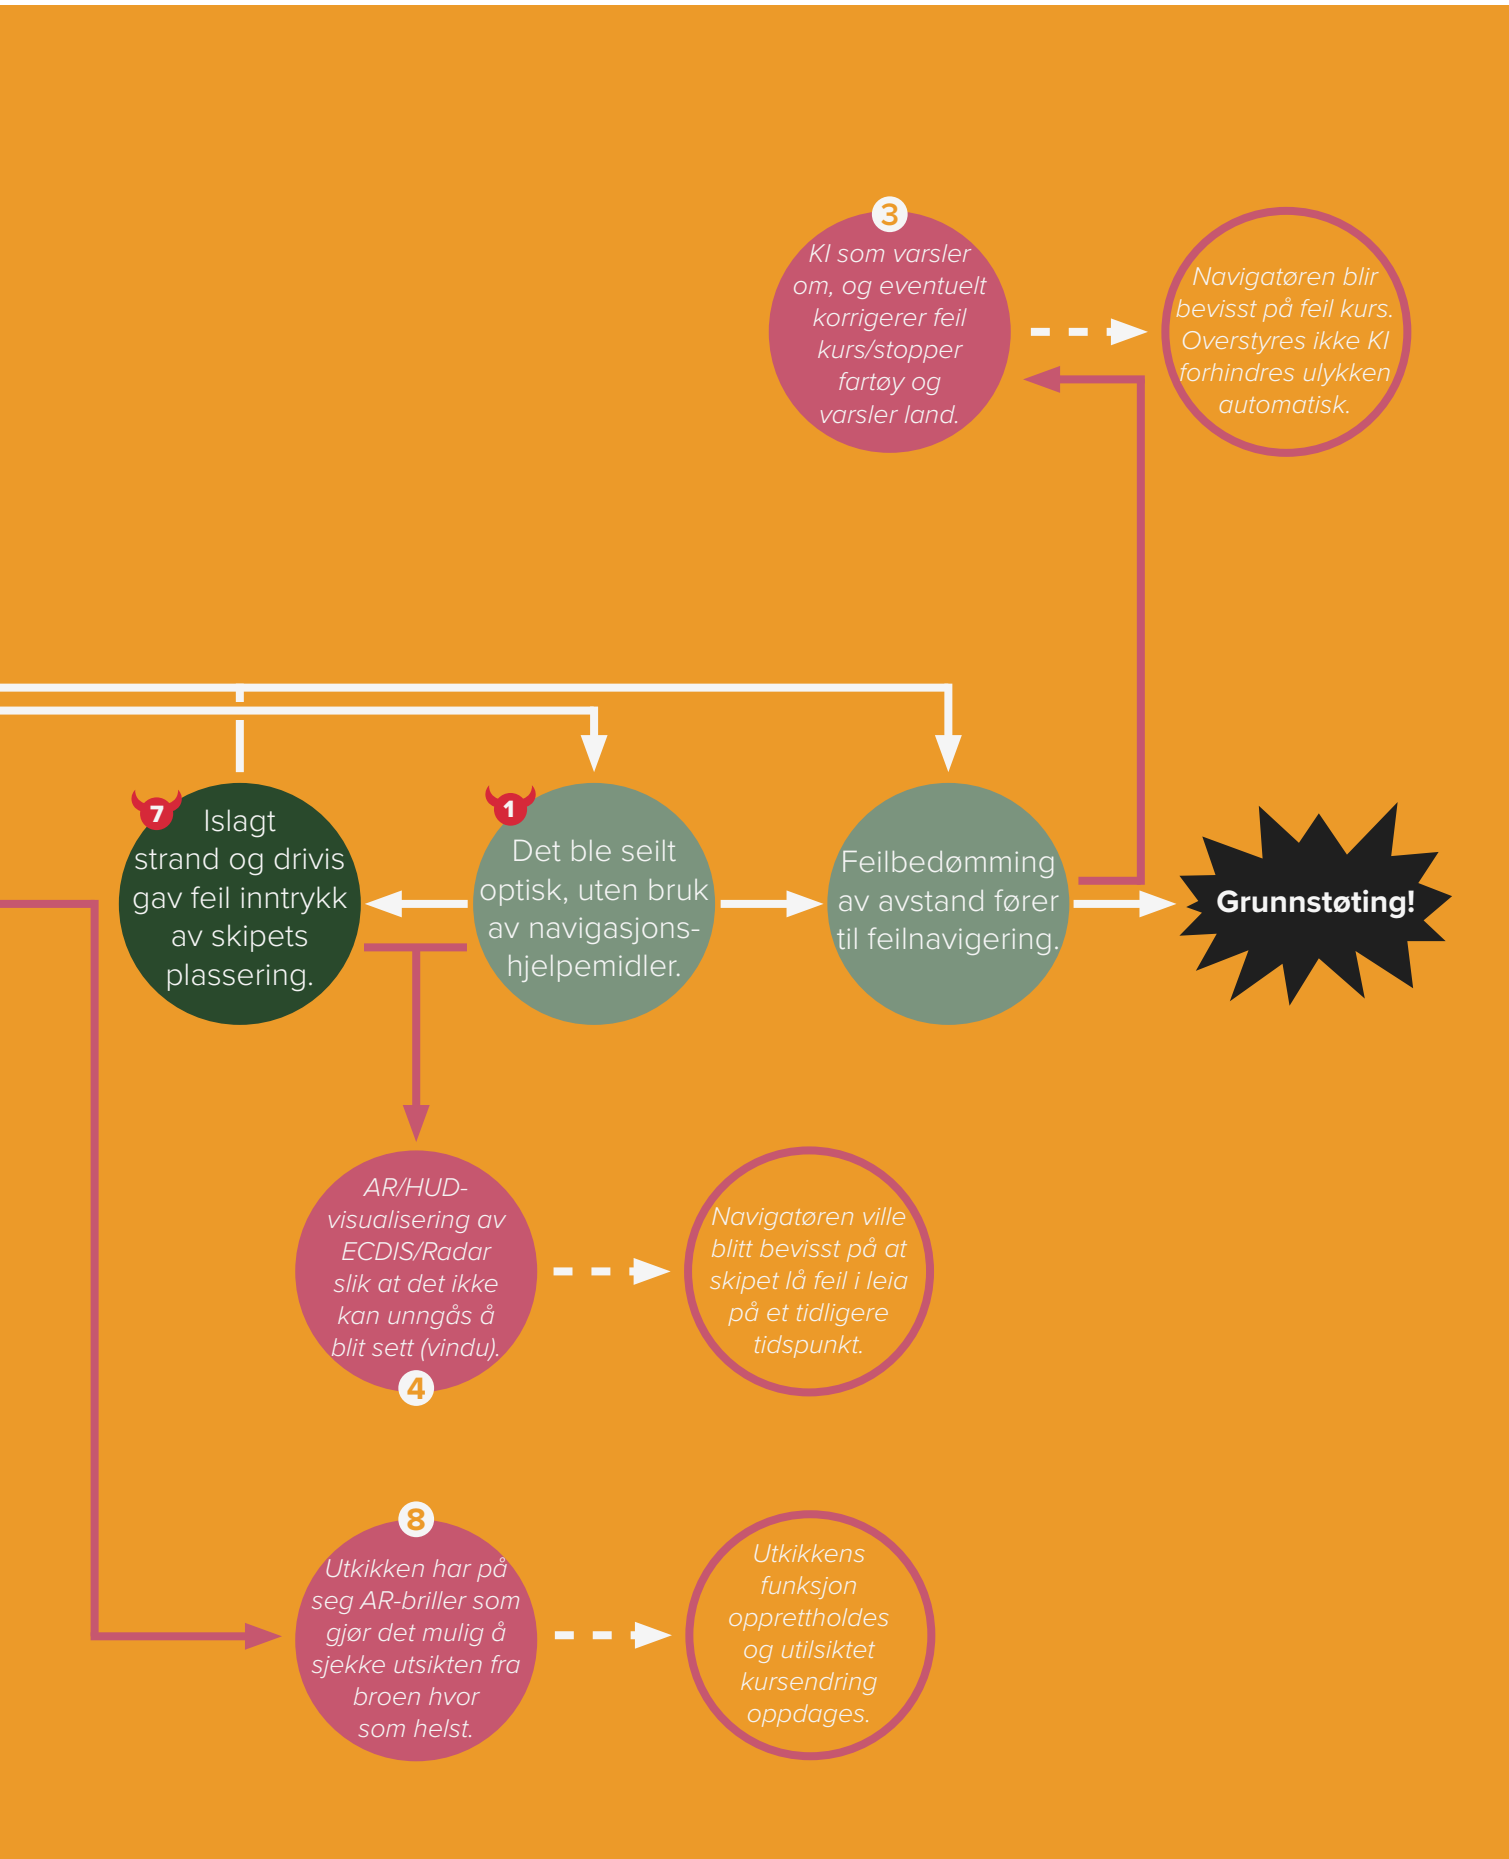 3
KI som varsler
om, og eventuelt
korrigerer feil
kurs/stopper
fartøy og
varsler land.
Navigatøren blir
bevisst på feil kurs.
Overstyres ikke KI
forhindres ulykken
automatisk.
7
Islagt
strand og drivis
gav feil inntrykk
av skipets
plassering.
1
Det ble seilt
optisk, uten bruk
av navigasjons-
hjelpemidler.
Feilbedømming
av avstand fører
til feilnavigering.
Grunnstøting!
AR/HUD-
visualisering av
ECDIS/Radar
slik at det ikke
kan unngås å
blit sett (vindu).
4
Navigatøren ville
blitt bevisst på at
skipet lå feil i leia
på et tidligere
tidspunkt.
8
Utkikken har på
seg AR-briller som
gjør det mulig å
sjekke utsikten fra
broen hvor
som helst.
Utkikkens
funksjon
opprettholdes
og utilsiktet
kursendring
oppdages.